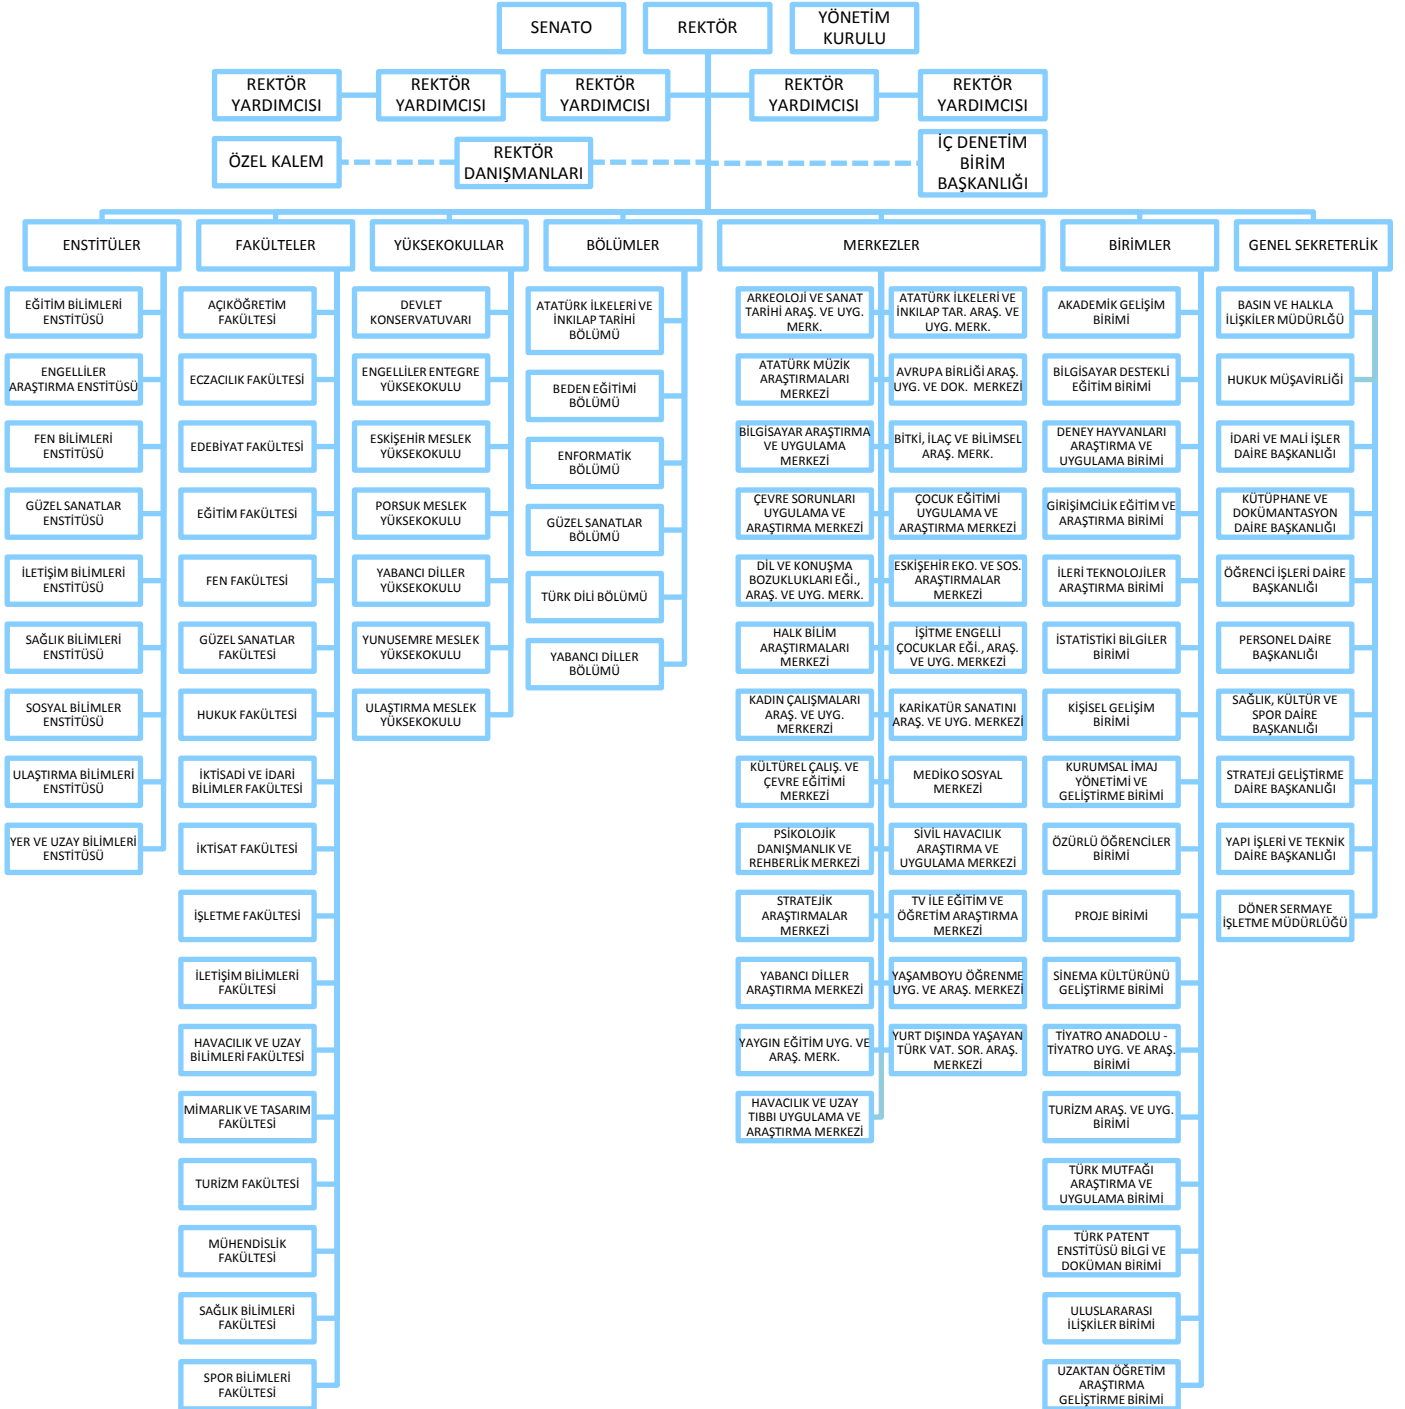 SENATO
REKTÖR
YÖNETİM
KURULU
REKTÖR
YARDIMCISI
REKTÖR
YARDIMCISI
REKTÖR
YARDIMCISI
REKTÖR
YARDIMCISI
REKTÖR
YARDIMCISI
ÖZEL KALEM
REKTÖR
DANIŞMANLARI
İÇ DENETİM
BİRİM
BAŞKANLIĞI
ENSTİTÜLER
EĞİTİM BİLİMLERİ
ENSTİTÜSÜ
ENGELLİLER
ARAŞTIRMA ENSTİTÜSÜ
FEN BİLİMLERİ
ENSTİTÜSÜ
GÜZEL SANATLAR
ENSTİTÜSÜ
İLETİŞİM BİLİMLERİ
ENSTİTÜSÜ
SAĞLIK BİLİMLERİ
ENSTİTÜSÜ
SOSYAL BİLİMLER
ENSTİTÜSÜ
ULAŞTIRMA BİLİMLERİ
ENSTİTÜSÜ
YER VE UZAY BİLİMLERİ
ENSTİTÜSÜ
FAKÜLTELER
AÇIKÖĞRETİM
FAKÜLTESİ
ECZACILIK FAKÜLTESİ
EDEBİYAT FAKÜLTESİ
EĞİTİM FAKÜLTESİ
FEN FAKÜLTESİ
GÜZEL SANATLAR
FAKÜLTESİ
HUKUK FAKÜLTESİ
İKTİSADİ VE İDARİ
BİLİMLER FAKÜLTESİ
İKTİSAT FAKÜLTESİ
İŞLETME FAKÜLTESİ
İLETİŞİM BİLİMLERİ
FAKÜLTESİ
HAVACILIK VE UZAY
BİLİMLERİ FAKÜLTESİ
MİMARLIK VE TASARIM
FAKÜLTESİ
TURİZM FAKÜLTESİ
MÜHENDİSLİK
FAKÜLTESİ
SAĞLIK BİLİMLERİ
FAKÜLTESİ
SPOR BİLİMLERİ
FAKÜLTESİ
YÜKSEKOKULLAR
DEVLET
KONSERVATUVARI
ENGELLİLER ENTEGRE
YÜKSEKOKULU
ESKİŞEHİR MESLEK
YÜKSEKOKULU
PORSUK MESLEK
YÜKSEKOKULU
YABANCI DİLLER
YÜKSEKOKULU
YUNUSEMRE MESLEK
YÜKSEKOKULU
ULAŞTIRMA MESLEK
YÜKSEKOKULU
BÖLÜMLER
ATATÜRK İLKELERİ VE
İNKILAP TARİHİ
BÖLÜMÜ
BEDEN EĞİTİMİ
BÖLÜMÜ
ENFORMATİK
BÖLÜMÜ
GÜZEL SANATLAR
BÖLÜMÜ
TÜRK DİLİ BÖLÜMÜ
YABANCI DİLLER
BÖLÜMÜ
MERKEZLER
ARKEOLOJİ VE SANAT
TARİHİ ARAŞ. VE UYG.
MERK.
ATATÜRK İLKELERİ VE
İNKILAP TAR. ARAŞ. VE
UYG. MERK.
ATATÜRK MÜZİK
ARAŞTIRMALARI
MERKEZİ
AVRUPA BİRLİĞİ ARAŞ.
UYG. VE DOK. MERKEZİ
BİLGİSAYAR ARAŞTIRMA
VE UYGULAMA
MERKEZİ
BİTKİ, İLAÇ VE BİLİMSEL
ARAŞ. MERK.
ÇEVRE SORUNLARI
UYGULAMA VE
ARAŞTIRMA MERKEZİ
ÇOCUK EĞİTİMİ
UYGULAMA VE
ARAŞTIRMA MERKEZİ
DİL VE KONUŞMA
BOZUKLUKLARI EĞİ.,
ARAŞ. VE UYG. MERK.
ESKİŞEHİR EKO. VE SOS.
ARAŞTIRMALAR
MERKEZİ
HALK BİLİM
ARAŞTIRMALARI
MERKEZİ
İŞİTME ENGELLİ
ÇOCUKLAR EĞİ., ARAŞ.
VE UYG. MERKEZİ
KADIN ÇALIŞMALARI
ARAŞ. VE UYG.
MERKERZİ
KARİKATÜR SANATINI
ARAŞ. VE UYG. MERKEZİ
KÜLTÜREL ÇALIŞ. VE
ÇEVRE EĞİTİMİ
MERKEZİ
MEDİKO SOSYAL
MERKEZİ
PSİKOLOJİK
DANIŞMANLIK VE
REHBERLİK MERKEZİ
SİVİL HAVACILIK
ARAŞTIRMA VE
UYGULAMA MERKEZİ
STRATEJİK
ARAŞTIRMALAR
MERKEZİ
TV İLE EĞİTİM VE
ÖĞRETİM ARAŞTIRMA
MERKEZİ
YABANCI DİLLER
ARAŞTIRMA MERKEZİ
YAŞAMBOYU ÖĞRENME
UYG. VE ARAŞ. MERKEZİ
YAYGIN EĞİTİM UYG. VE
ARAŞ. MERK.
YURT DIŞINDA YAŞAYAN
TÜRK VAT. SOR. ARAŞ.
MERKEZİ
HAVACILIK VE UZAY
TIBBI UYGULAMA VE
ARAŞTIRMA MERKEZİ
BİRİMLER
AKADEMİK GELİŞİM
BİRİMİ
BİLGİSAYAR DESTEKLİ
EĞİTİM BİRİMİ
DENEY HAYVANLARI
ARAŞTIRMA VE
UYGULAMA BİRİMİ
GİRİŞİMCİLİK EĞİTİM VE
ARAŞTIRMA BİRİMİ
İLERİ TEKNOLOJİLER
ARAŞTIRMA BİRİMİ
İSTATİSTİKİ BİLGİLER
BİRİMİ
KİŞİSEL GELİŞİM
BİRİMİ
KURUMSAL İMAJ
YÖNETİMİ VE
GELİŞTİRME BİRİMİ
ÖZÜRLÜ ÖĞRENCİLER
BİRİMİ
PROJE BİRİMİ
SİNEMA KÜLTÜRÜNÜ
GELİŞTİRME BİRİMİ
TİYATRO ANADOLU -
TİYATRO UYG. VE ARAŞ.
BİRİMİ
TURİZM ARAŞ. VE UYG.
BİRİMİ
TÜRK MUTFAĞI
ARAŞTIRMA VE
UYGULAMA BİRİMİ
TÜRK PATENT
ENSTİTÜSÜ BİLGİ VE
DOKÜMAN BİRİMİ
ULUSLARARASI
İLİŞKİLER BİRİMİ
UZAKTAN ÖĞRETİM
ARAŞTIRMA
GELİŞTİRME BİRİMİ
GENEL SEKRETERLİK
BASIN VE HALKLA
İLİŞKİLER MÜDÜRLĞÜ
HUKUK MÜŞAVİRLİĞİ
İDARİ VE MALİ İŞLER
DAİRE BAŞKANLIĞI
KÜTÜPHANE VE
DOKÜMANTASYON
DAİRE BAŞKANLIĞI
ÖĞRENCİ İŞLERİ DAİRE
BAŞKANLIĞI
PERSONEL DAİRE
BAŞKANLIĞI
SAĞLIK, KÜLTÜR VE
SPOR DAİRE
BAŞKANLIĞI
STRATEJİ GELİŞTİRME
DAİRE BAŞKANLIĞI
YAPI İŞLERİ VE TEKNİK
DAİRE BAŞKANLIĞI
DÖNER SERMAYE
İŞLETME MÜDÜRLÜĞÜ